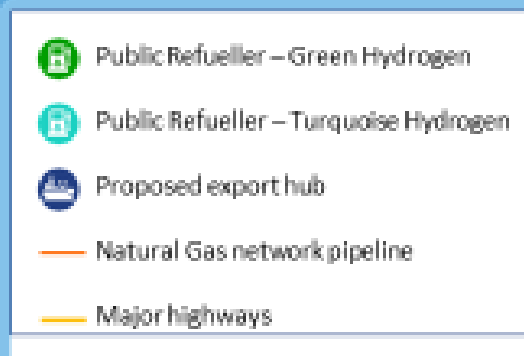 Public Refueller – Green Hydrogen
Public Refueller – Turquoise Hydrogen
Proposed export hub
Natural Gas network pipeline
Major highways